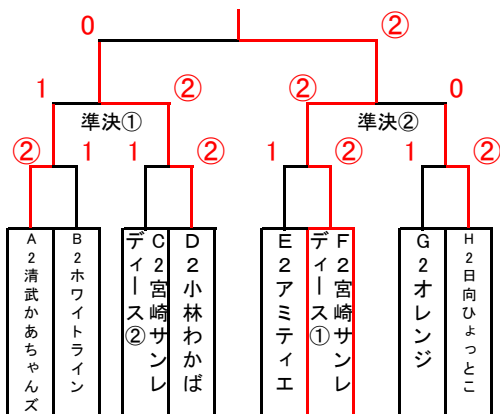 0 ②
1 ② ② 0
準決① 準決②
② 1 1 ② 1 ② 1 ②
A2清武かあちゃんズ
B2ホワイトライン
C2宮崎サンレディース②
D2小林わかば
E2アミティエ
F2宮崎サンレディース①
G2オレンジ
H2日向ひょっとこ